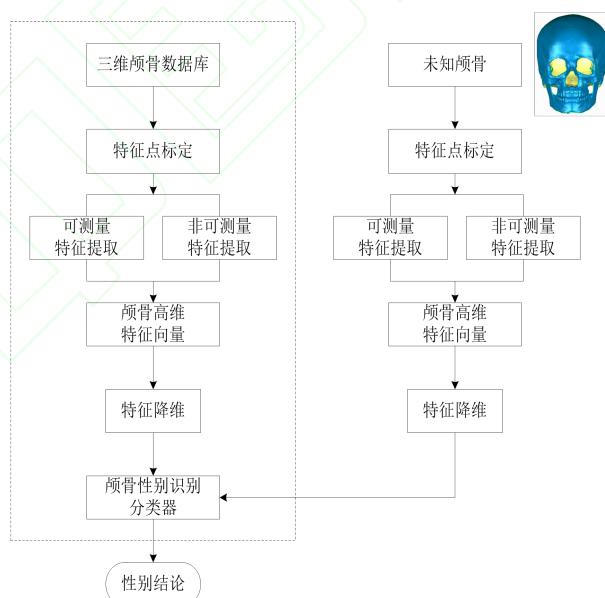 三维颅骨数据库
特征点标定
可测量
特征提取
非可测量
特征提取
颅骨高维
特征向量
特征降维
颅骨性别识别
分类器
性别结论
未知颅骨
特征点标定
可测量
特征提取
非可测量
特征提取
颅骨高维
特征向量
特征降维